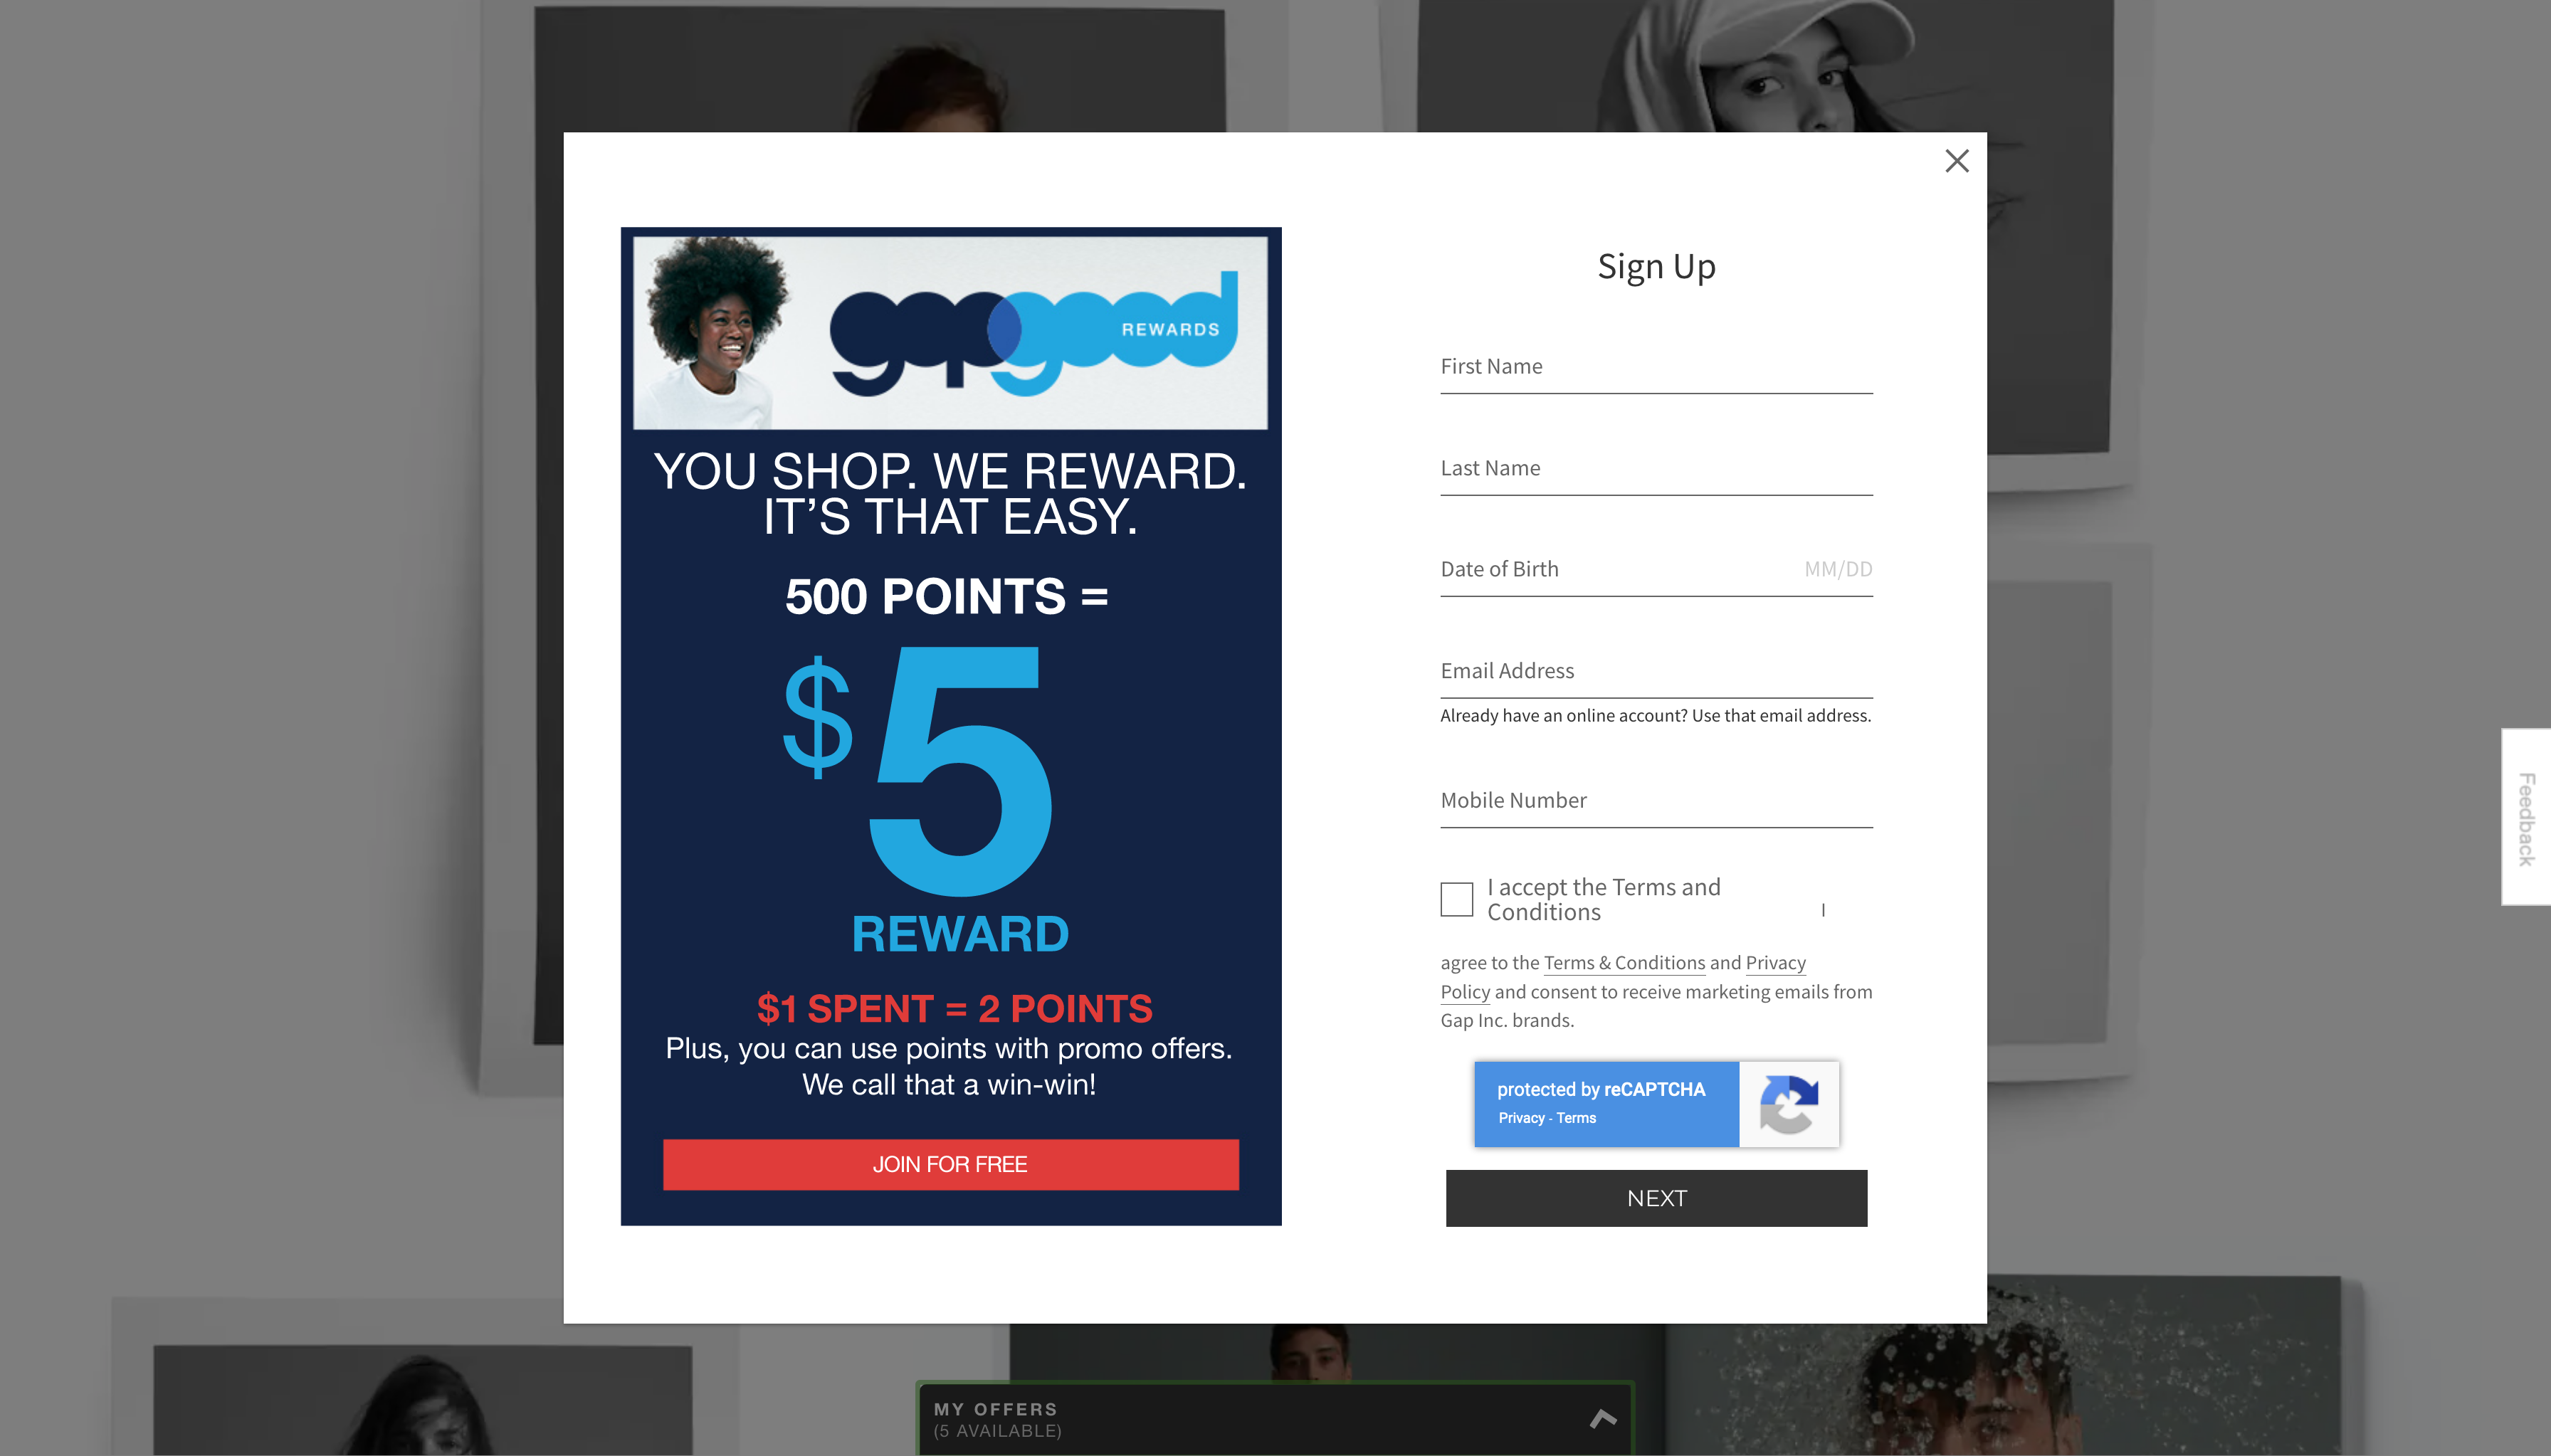 gapgood
REWARDS
YOU SHOP. WE REWARD.
IT’S THAT EASY.
500 POINTS =
$5
REWARD
$1 SPENT = 2 POINTS
Plus, you can use points with promo offers.
We call that a win-win!
JOIN FOR FREE
Sign Up
First Name
Last Name
Date of Birth MM/DD
Email Address
Already have an online account? Use that email address.
Mobile Number
I accept the Terms and
Conditions I
agree to the Terms & Conditions and Privacy
Policy and consent to receive marketing emails from
Gap Inc. brands.
protected by reCAPTCHA
Privacy - Terms
NEXT
Feedback
MY OFFERS
(5 AVAILABLE)